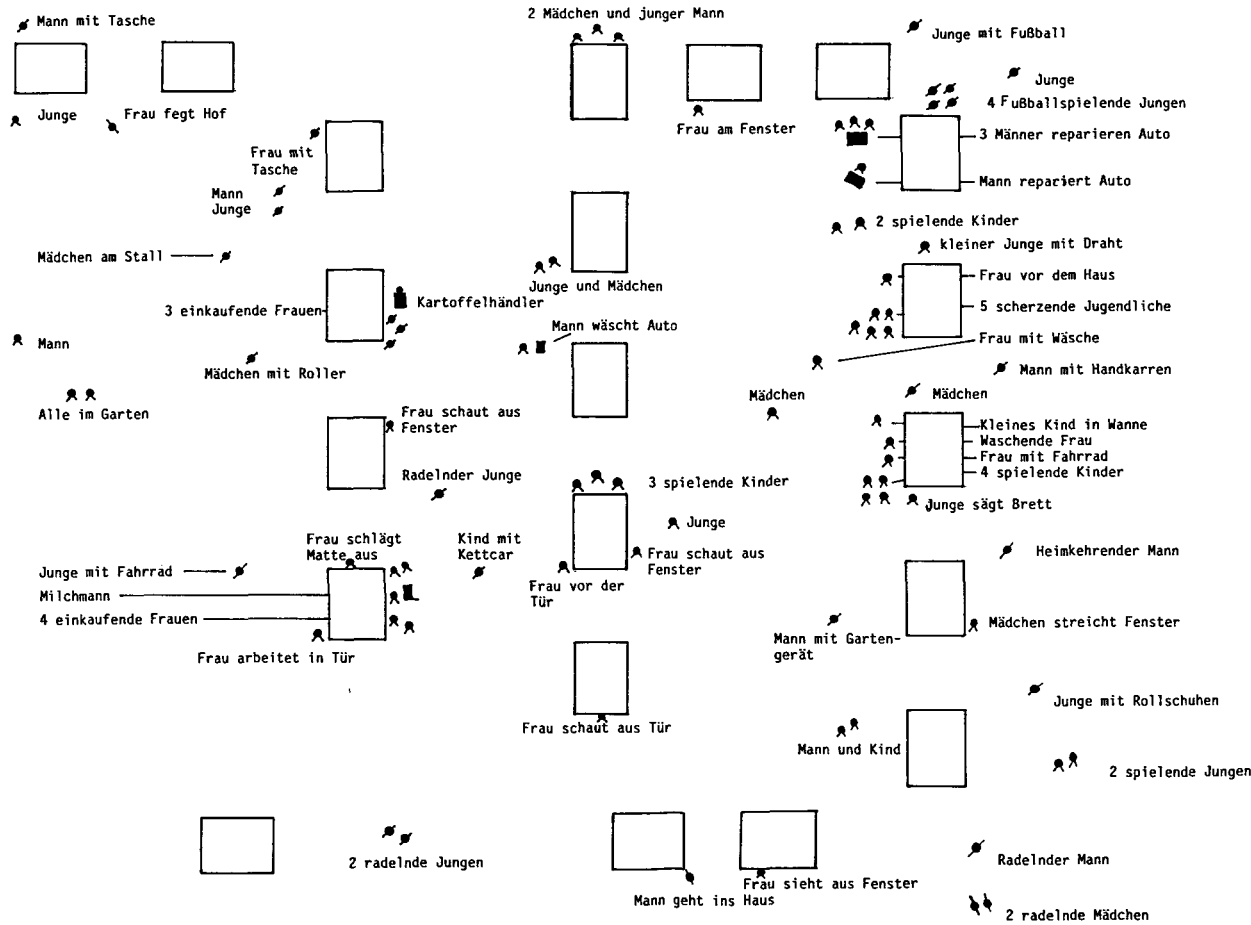 Mann mit Tasche
2 Mädchen und junger Mann
Junge mit Fußball
Junge
4 Fußballspielende Jungen
Junge
Frau fegt Hof
Frau am Fenster
3 Männer reparieren Auto
Frau mit
Tasche
Mann repariert Auto
Mann
Junge
2 spielende Kinder
kleiner Junge mit Draht
Mädchen am Stall
Frau vor dem Haus
Junge und Mädchen
3 einkaufende Frauen
Kartoffelhändler
5 scherzende Jugendliche
Mann wäscht Auto
Mann
Frau mit Wäsche
Mädchen mit Roller
Mann mit Handkarren
Mädchen
Mädchen
Alle im Garten
Frau schaut aus
Fenster
Kleines Kind in Wanne
Waschende Frau
Frau mit Fahrrad
4 spielende Kinder
Radelnder Junge
3 spielende Kinder
Junge sägt Brett
Junge
Frau schlägt
Matte aus
Kind mit
Kettcar
Frau schaut aus
Fenster
Heimkehrender Mann
Junge mit Fahrrad
Frau vor der
Tür
Milchmann
4 einkaufende Frauen
Mädchen streicht Fenster
Mann mit Garten-
gerät
Frau arbeitet in Tür
Junge mit Rollschuhen
Frau schaut aus Tür
Mann und Kind
2 spielende Jungen
2 radelnde Jungen
Radelnder Mann
Frau sieht aus Fenster
Mann geht ins Haus
2 radelnde Mädchen